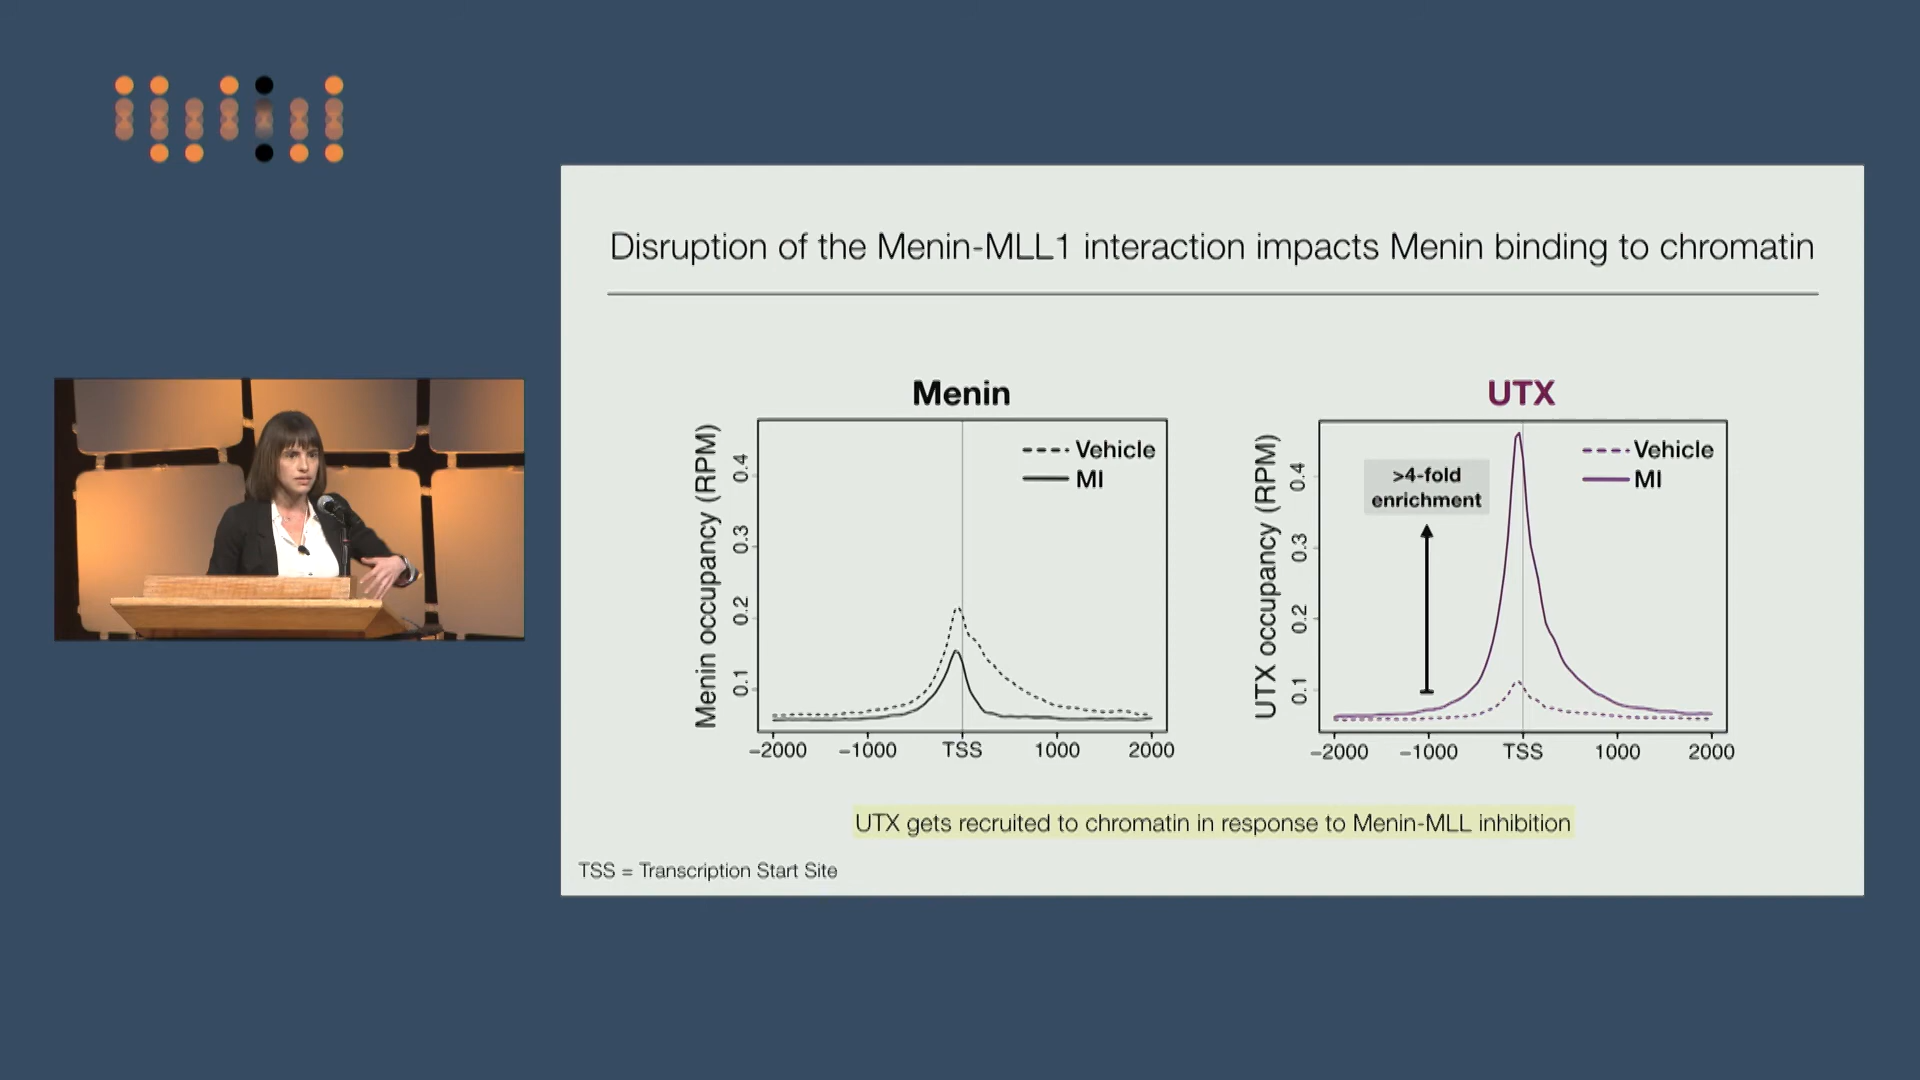 Disruption of the Menin-MLL1 interaction impacts Menin binding to chromatin
Menin
Menin occupancy (RPM)
0.4
0.3
0.2
0.1
Vehicle
MI
−2000 −1000 TSS 1000 2000
UTX
UTX occupancy (RPM)
0.4
0.3
0.2
0.1
>4-fold
enrichment
Vehicle
MI
−2000 −1000 TSS 1000 2000
UTX gets recruited to chromatin in response to Menin-MLL inhibition
TSS = Transcription Start Site